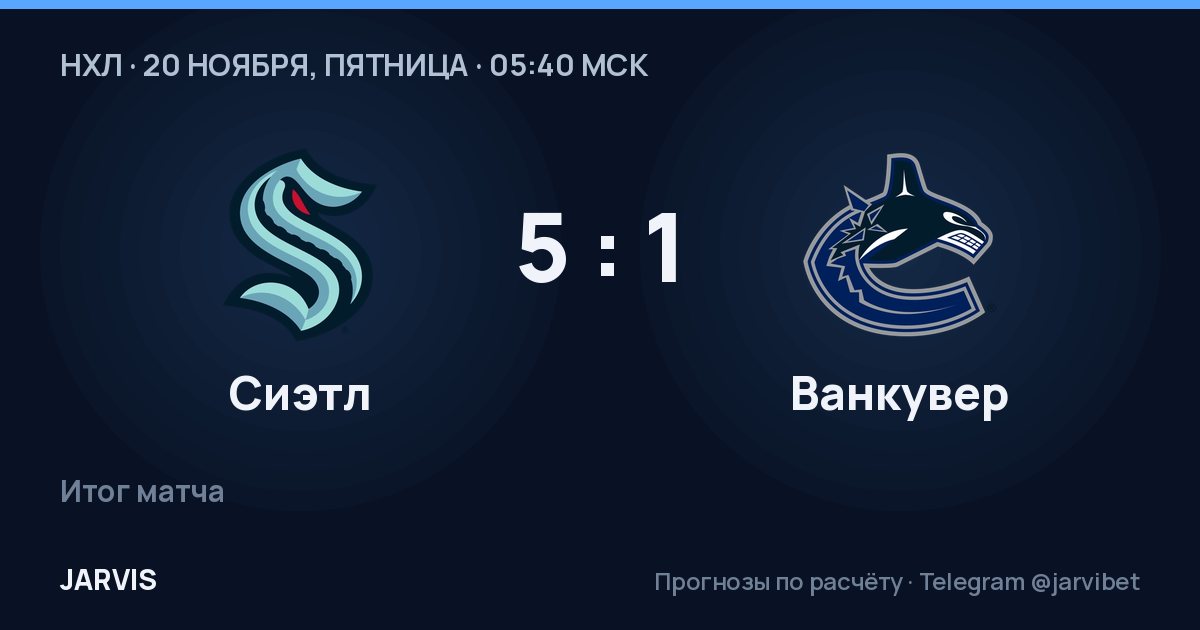 НХЛ · 20 НОЯБРЯ, ПЯТНИЦА · 05:40 МСК
5 : 1
Сиэтл
Ванкувер
Итог матча
JARVIS
Прогнозы по расчёту · Telegram @jarvibet